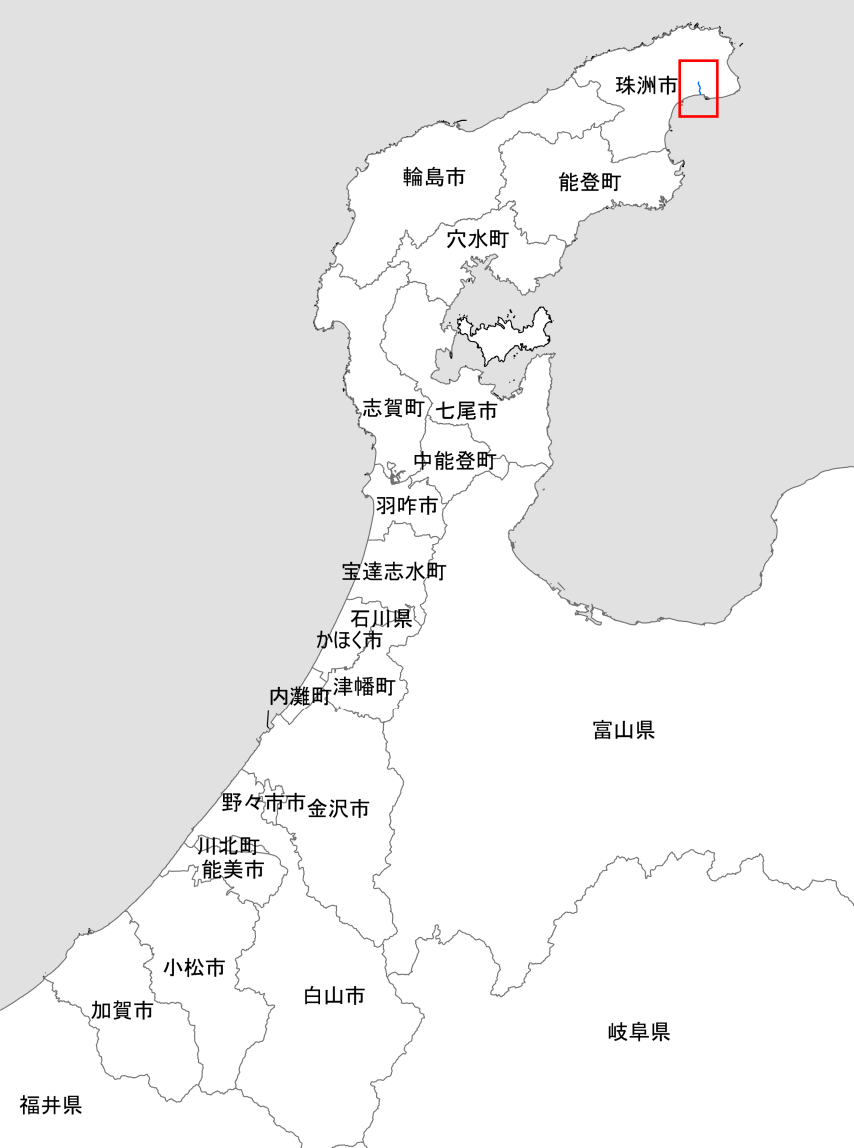 珠洲市
輪島市
能登町
穴水町
志賀町
七尾市
中能登町
羽咋市
宝達志水町
石川県
かほく市
津幡町
内灘町
富山県
野々市市
金沢市
川北町
能美市
小松市
白山市
加賀市
岐阜県
福井県